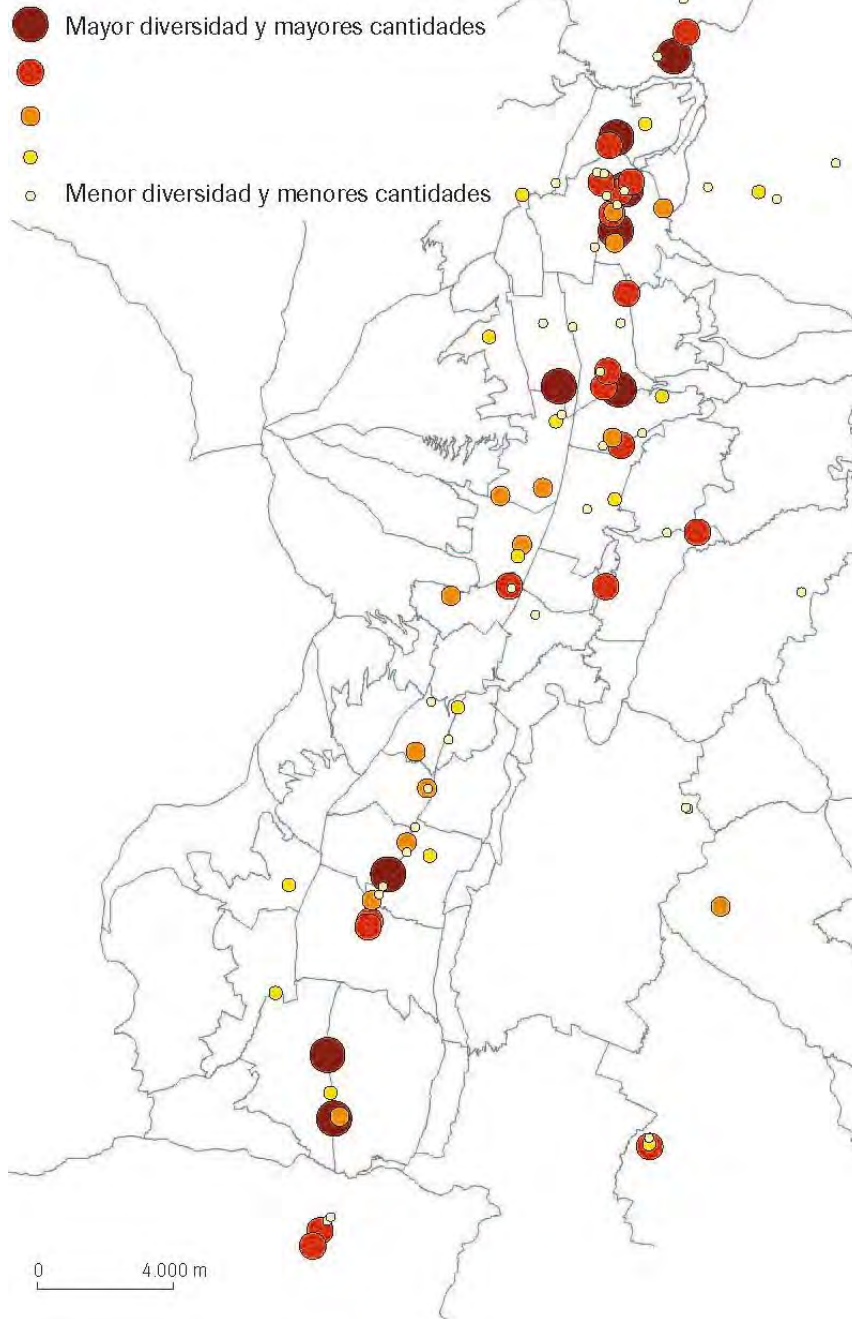 Mayor diversidad y mayores cantidades
Menor diversidad y menores cantidades
0 4.000 m